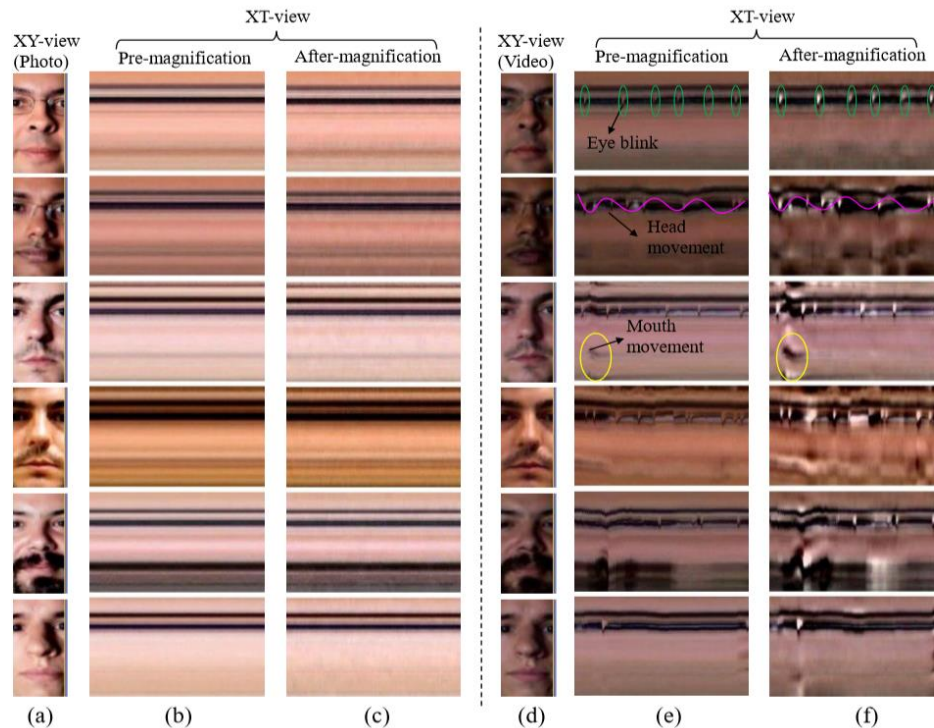 XT-view
XT-view
XY-view
(Photo)
Pre-magnification
After-magnification
XY-view
(Video)
Pre-magnification
After-magnification
Eye blink
Head
movement
Mouth
movement
(a)
(b)
(c)
(d)
(e)
(f)